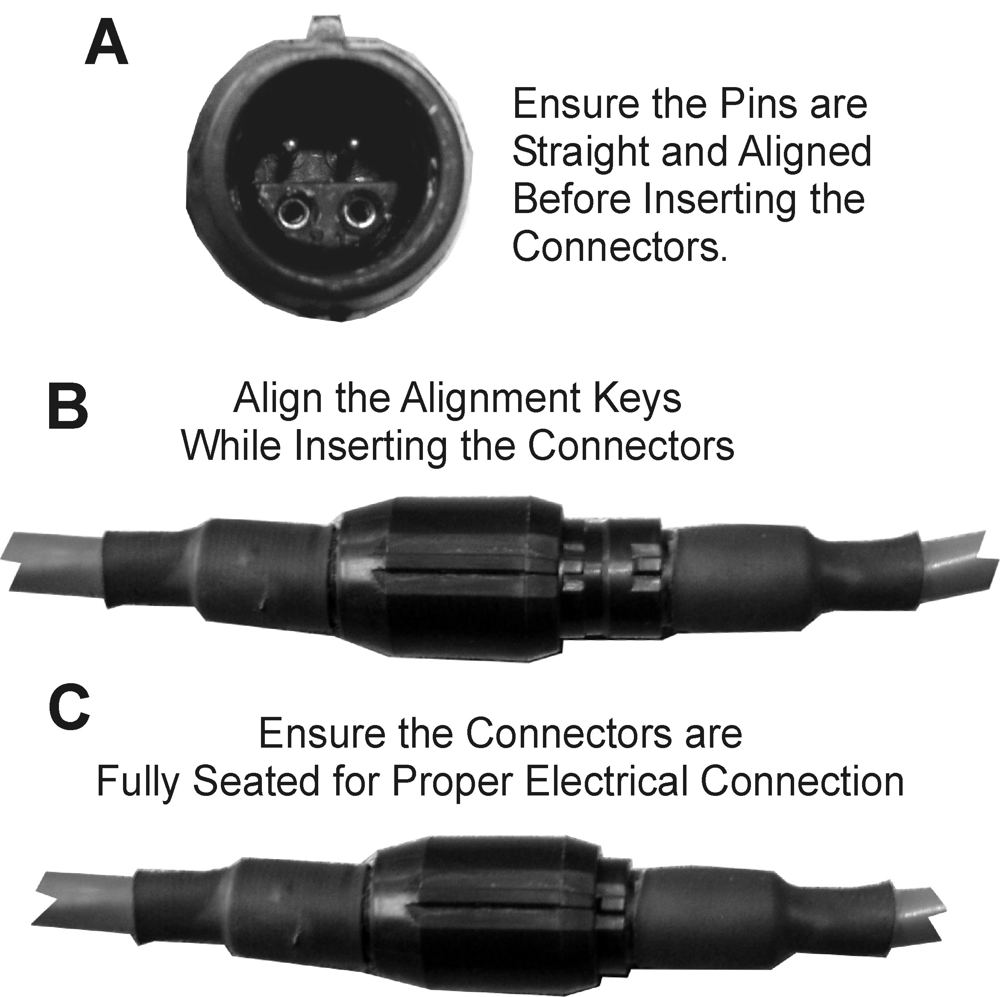 A
Ensure the Pins are
Straight and Aligned
Before Inserting the
Connectors.
B
Align the Alignment Keys
While Inserting the Connectors
C
Ensure the Connectors are
Fully Seated for Proper Electrical Connection